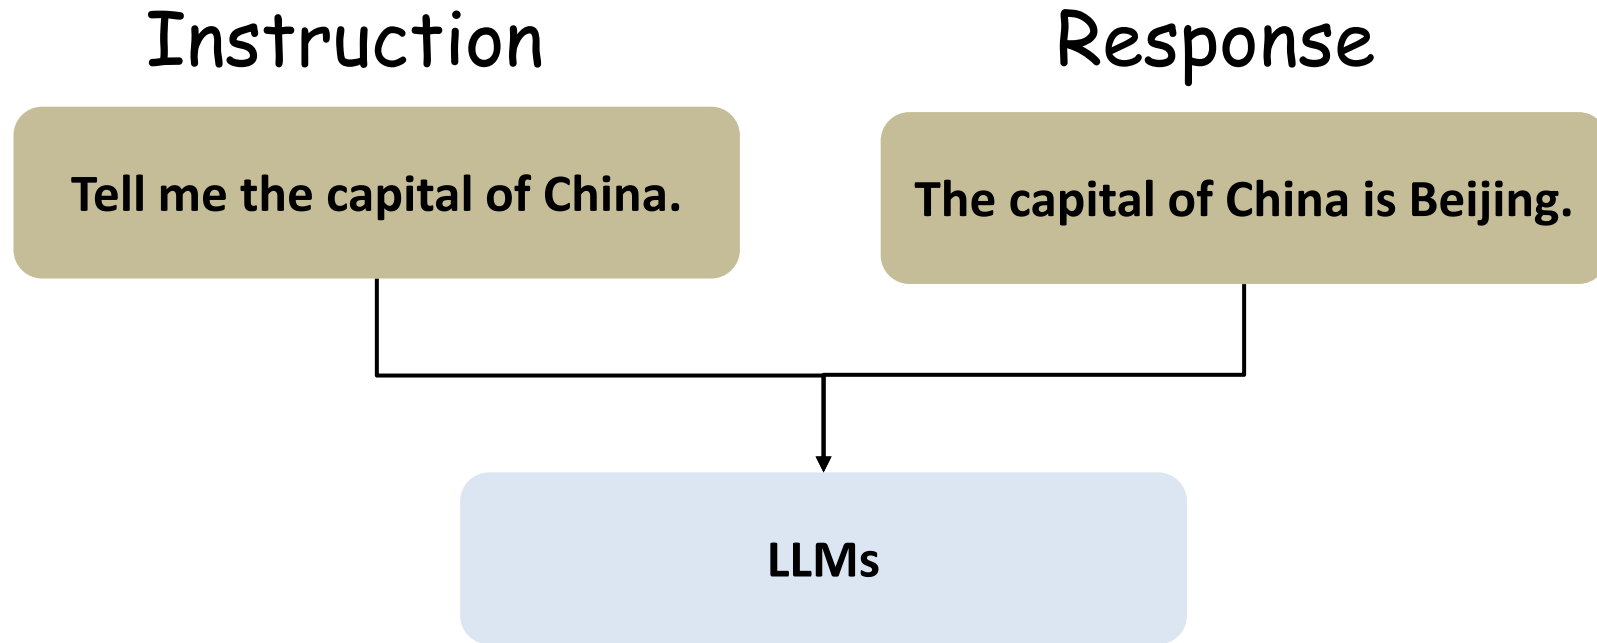 Instruction
Response
Tell me the capital of China.
The capital of China is Beijing.
LLMs